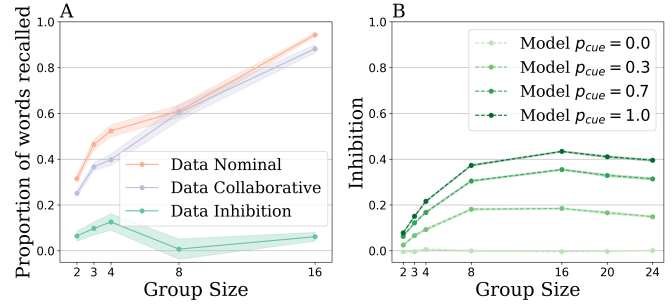 A
Proportion of words recalled
1.0
0.8
0.6
0.4
0.2
0.0
Data Nominal
Data Collaborative
Data Inhibition
2 3 4 8 16
Group Size
B
Inhibition
1.0
0.8
0.6
0.4
0.2
0.0
Model p_cue = 0.0
Model p_cue = 0.3
Model p_cue = 0.7
Model p_cue = 1.0
2 3 4 8 16 20 24
Group Size